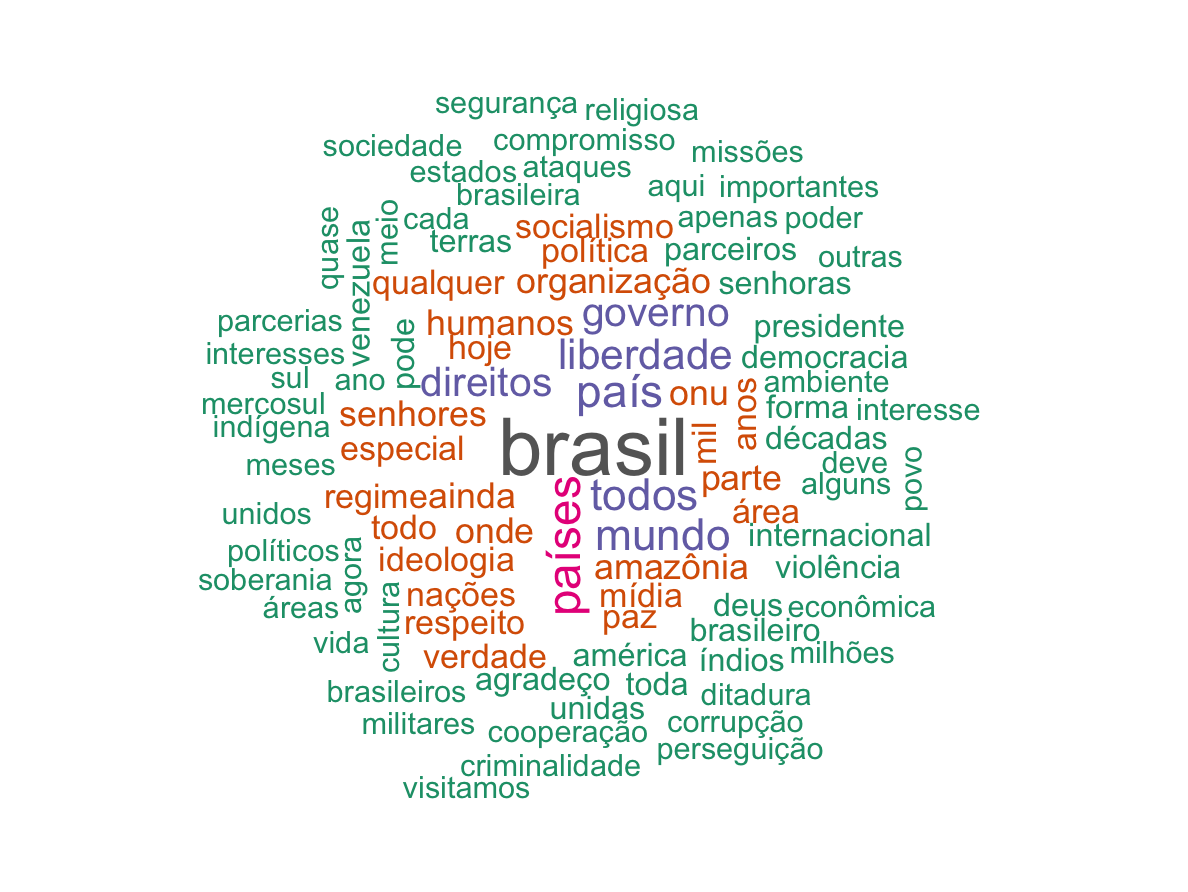 segurança religiosa
sociedade compromisso missões
estados ataques
brasileira aqui importantes
quase meio cada socialismo apenas poder
venezuela terras política parceiros outras
qualquer organização senhoras
parcerias humanos governo presidente
interesses pode hoje liberdade democracia
sul ano direitos país onu anos ambiente
mercosul senhores forma interesse
indígena especial brasil mil décadas
meses deve
parte alguns povo
regime ainda países todos área
unidos todo onde mundo internacional
políticos agora ideologia amazônia violência
soberania
áreas cultura nações mídia deus econômica
respeito paz brasileiro
vida verdade américa índios milhões
brasileiros agradeço toda ditadura
militares unidas corrupção
cooperação perseguição
criminalidade
visitamos